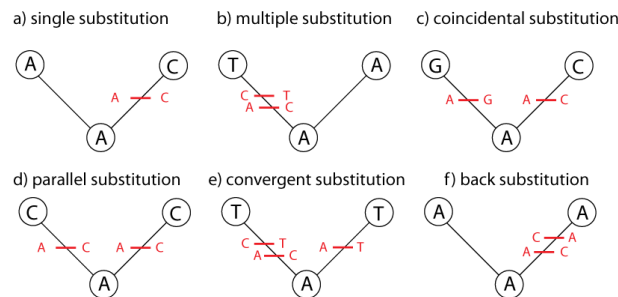 a) single substitution
b) multiple substitution
c) coincidental substitution
A
C
T
A
G
C
A C
C T
A C
A G
A C
A
A
A
d) parallel substitution
e) convergent substitution
f) back substitution
C
C
T
T
A
A
A C
A C
C T
A C
A T
C A
A C
A
A
A